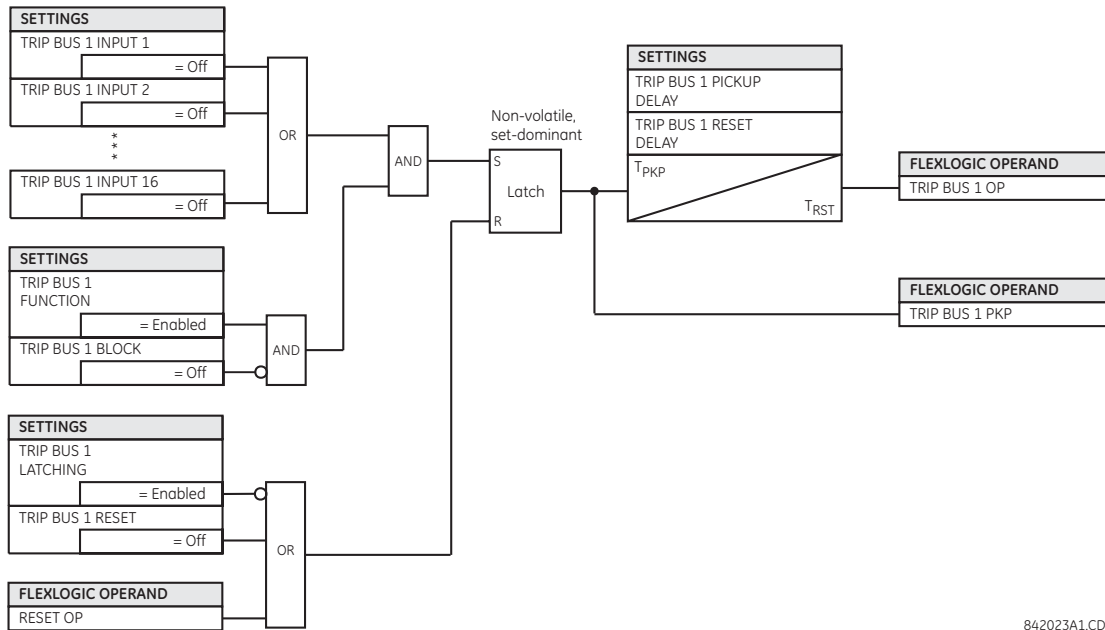 SETTINGS
TRIP BUS 1 INPUT 1
= Off
TRIP BUS 1 INPUT 2
= Off
* * *
TRIP BUS 1 INPUT 16
= Off
OR
AND
SETTINGS
TRIP BUS 1
FUNCTION
= Enabled
TRIP BUS 1 BLOCK
= Off
AND
SETTINGS
TRIP BUS 1
LATCHING
= Enabled
TRIP BUS 1 RESET
= Off
OR
FLEXLOGIC OPERAND
RESET OP
Non-volatile,
set-dominant
S
Latch
R
SETTINGS
TRIP BUS 1 PICKUP
DELAY
TRIP BUS 1 RESET
DELAY
TPKP
TRST
FLEXLOGIC OPERAND
TRIP BUS 1 OP
FLEXLOGIC OPERAND
TRIP BUS 1 PKP
842023A1.CD